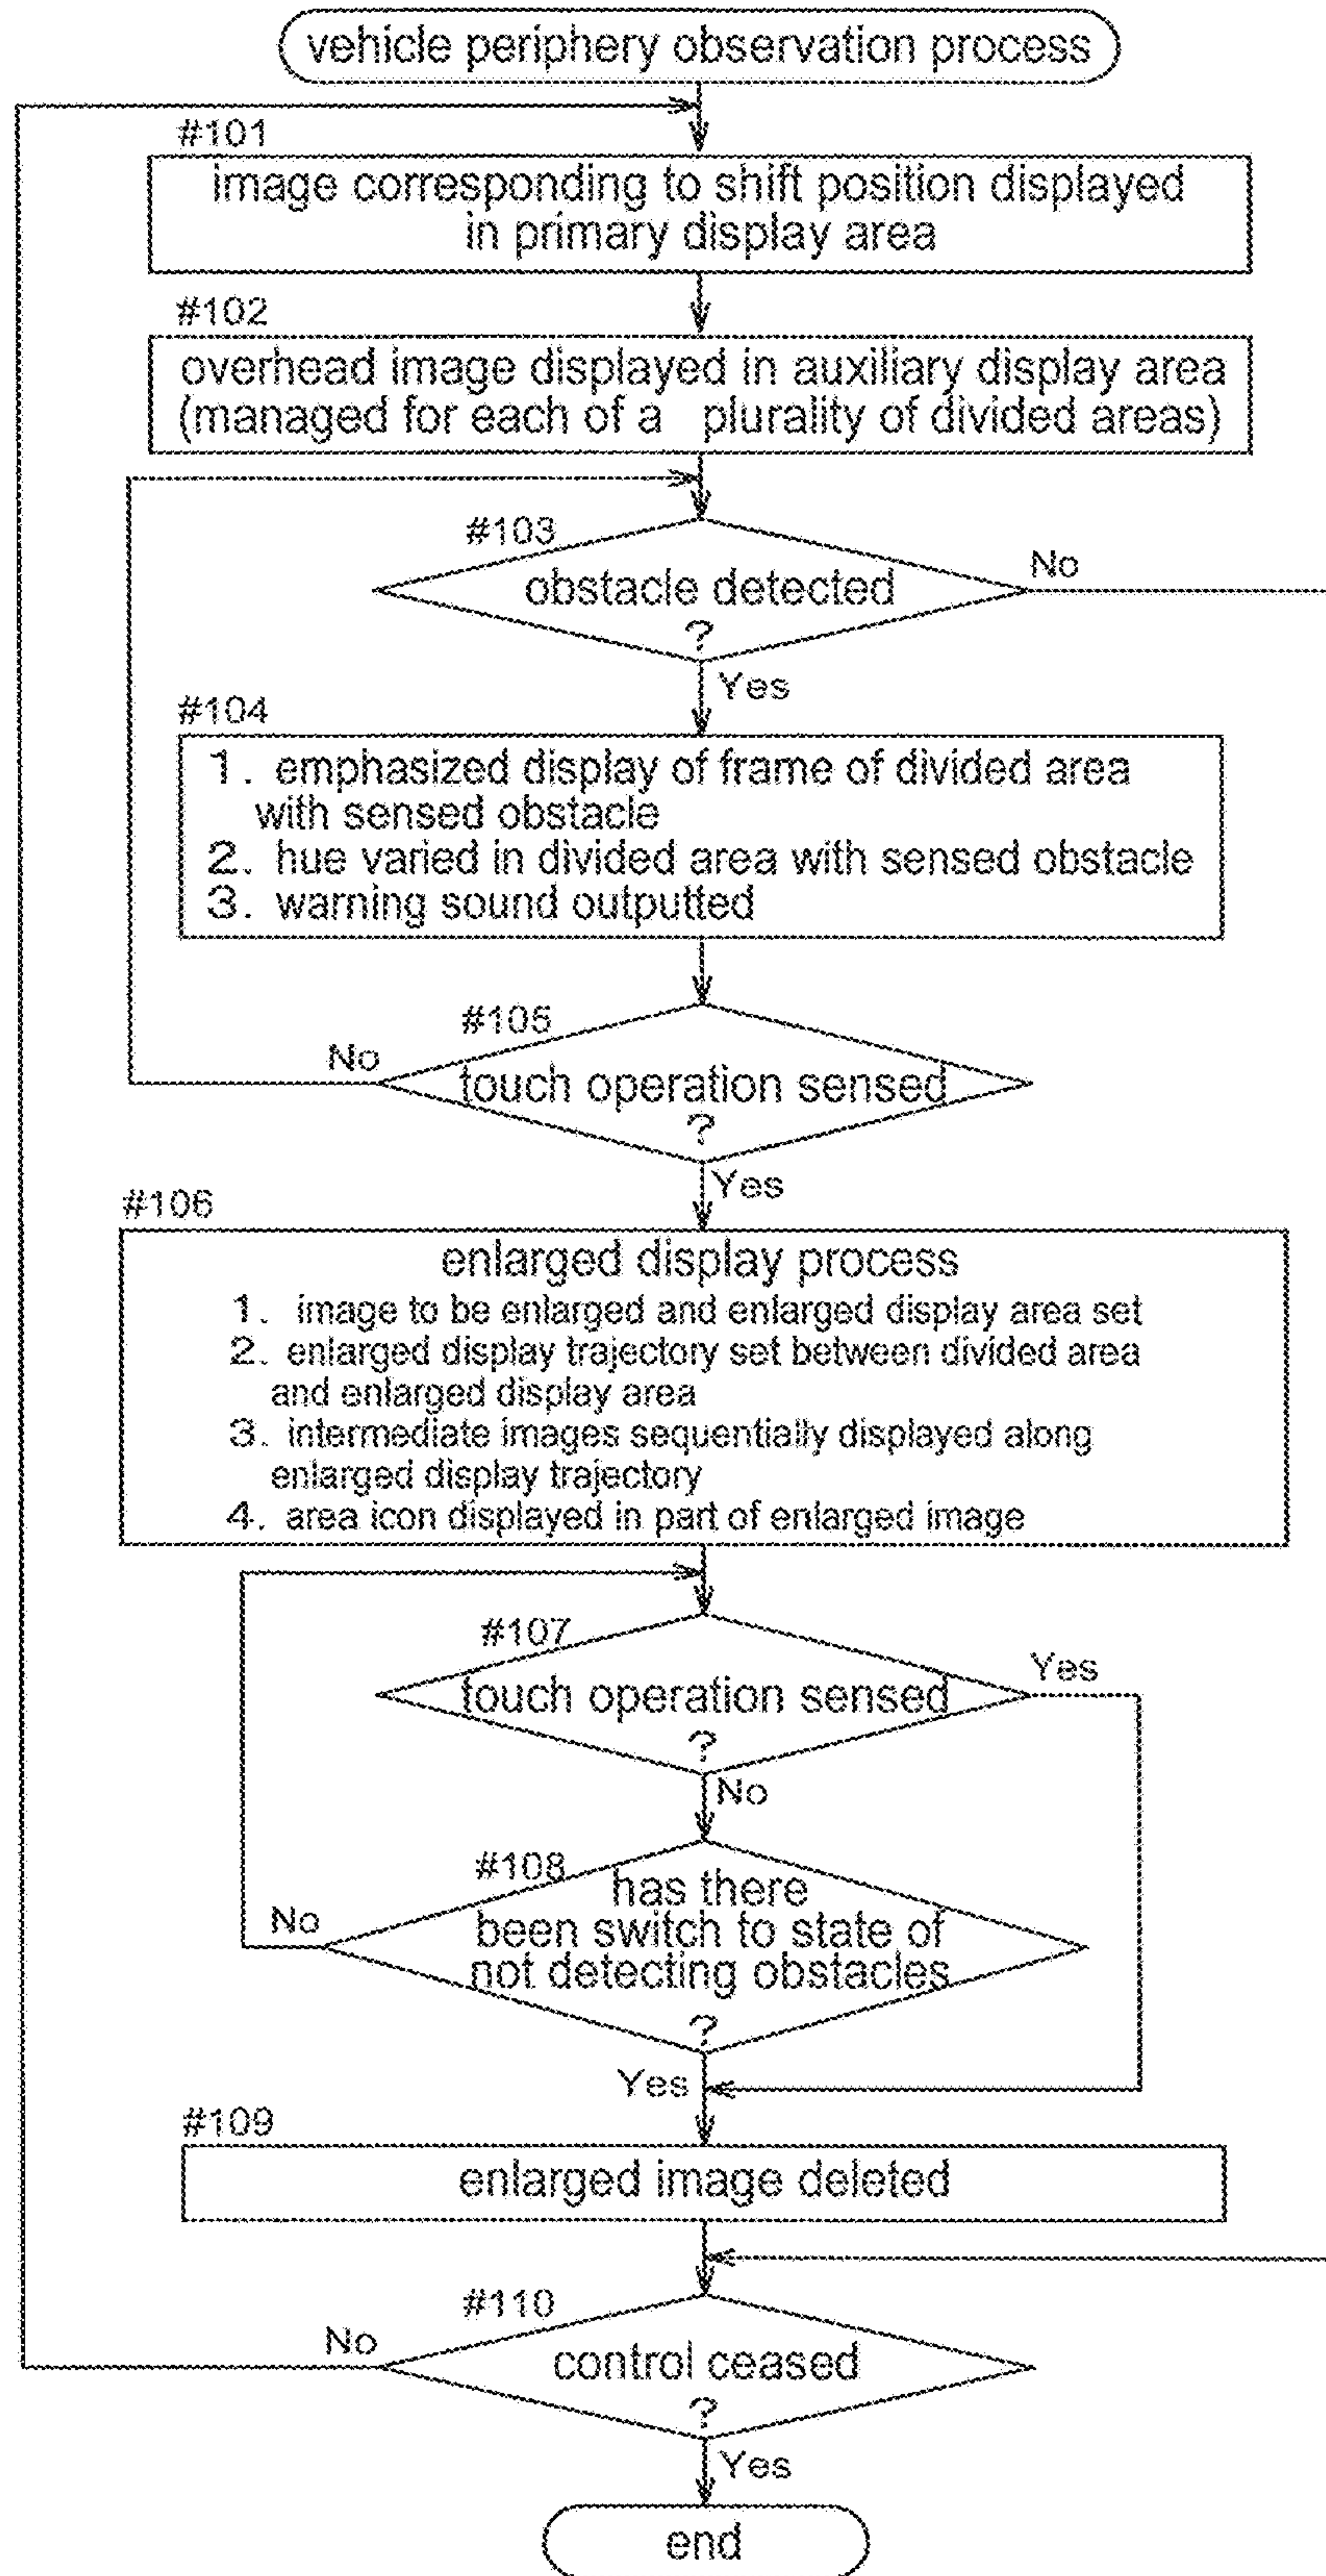 vehicle periphery observation process
#101
image corresponding to shift position displayed
in primary display area
#102
overhead image displayed in auxiliary display area
(managed for each of a plurality of divided areas)
#103
obstacle detected
?
No
Yes
#104
1. emphasized display of frame of divided area
with sensed obstacle
2. hue varied in divided area with sensed obstacle
3. warning sound outputted
#105
No
touch operation sensed
?
Yes
#106
enlarged display process
1. image to be enlarged and enlarged display area set
2. enlarged display trajectory set between divided area
and enlarged display area
3. intermediate images sequentially displayed along
enlarged display trajectory
4. area icon displayed in part of enlarged image
#107
Yes
touch operation sensed
?
No
#108
has there
No
been switch to state of
not detecting obstacles
?
Yes
#109
enlarged image deleted
#110
No
control ceased
?
Yes
end